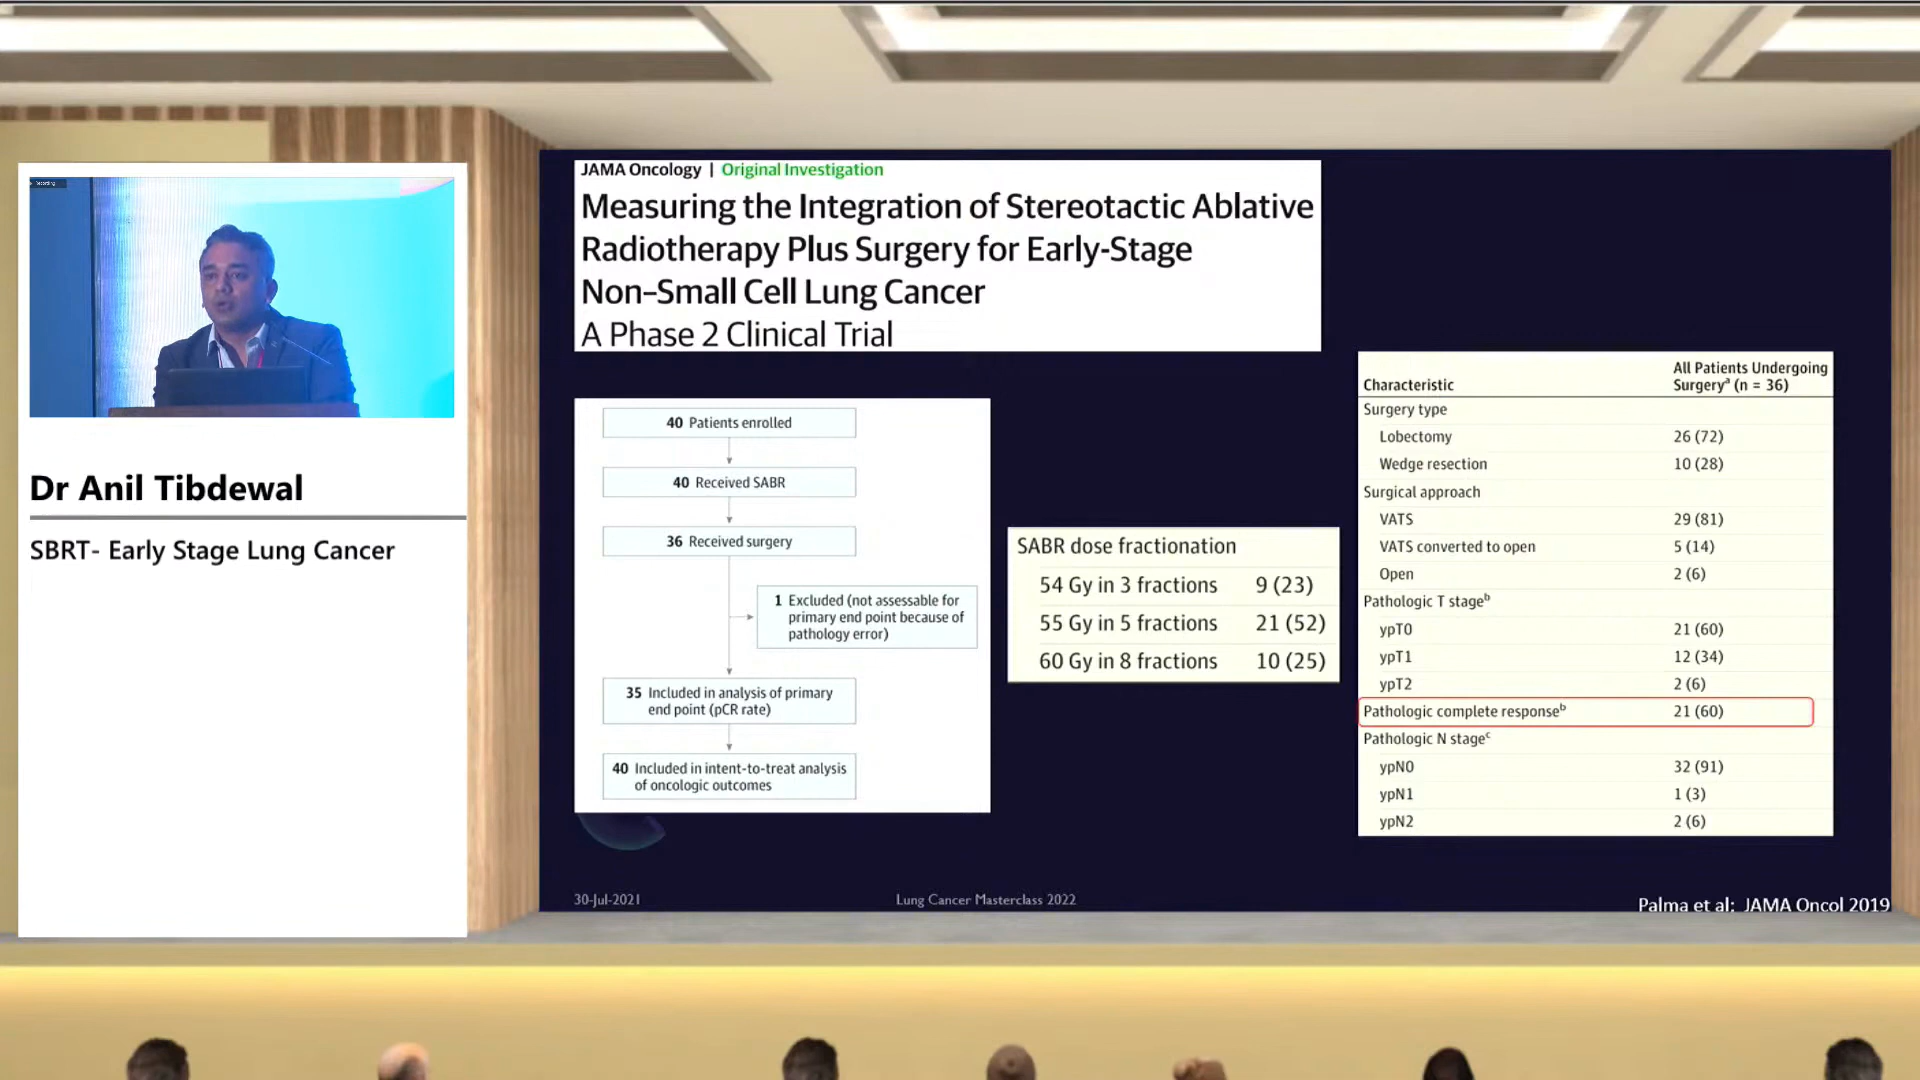 Recording
Dr Anil Tibdewal
SBRT- Early Stage Lung Cancer
JAMA Oncology | Original Investigation
Measuring the Integration of Stereotactic Ablative
Radiotherapy Plus Surgery for Early-Stage
Non–Small Cell Lung Cancer
A Phase 2 Clinical Trial
40 Patients enrolled
40 Received SABR
36 Received surgery
1 Excluded (not assessable for
primary end point because of
pathology error)
35 Included in analysis of primary
end point (pCR rate)
40 Included in intent-to-treat analysis
of oncologic outcomes
SABR dose fractionation
54 Gy in 3 fractions 9 (23)
55 Gy in 5 fractions 21 (52)
60 Gy in 8 fractions 10 (25)
All Patients Undergoing
Characteristic Surgerya (n = 36)
Surgery type
Lobectomy 26 (72)
Wedge resection 10 (28)
Surgical approach
VATS 29 (81)
VATS converted to open 5 (14)
Open 2 (6)
Pathologic T stageb
ypT0 21 (60)
ypT1 12 (34)
ypT2 2 (6)
Pathologic complete responseb 21 (60)
Pathologic N stagec
ypN0 32 (91)
ypN1 1 (3)
ypN2 2 (6)
30-Jul-2021
Lung Cancer Masterclass 2022
Palma et al; JAMA Oncol 2019